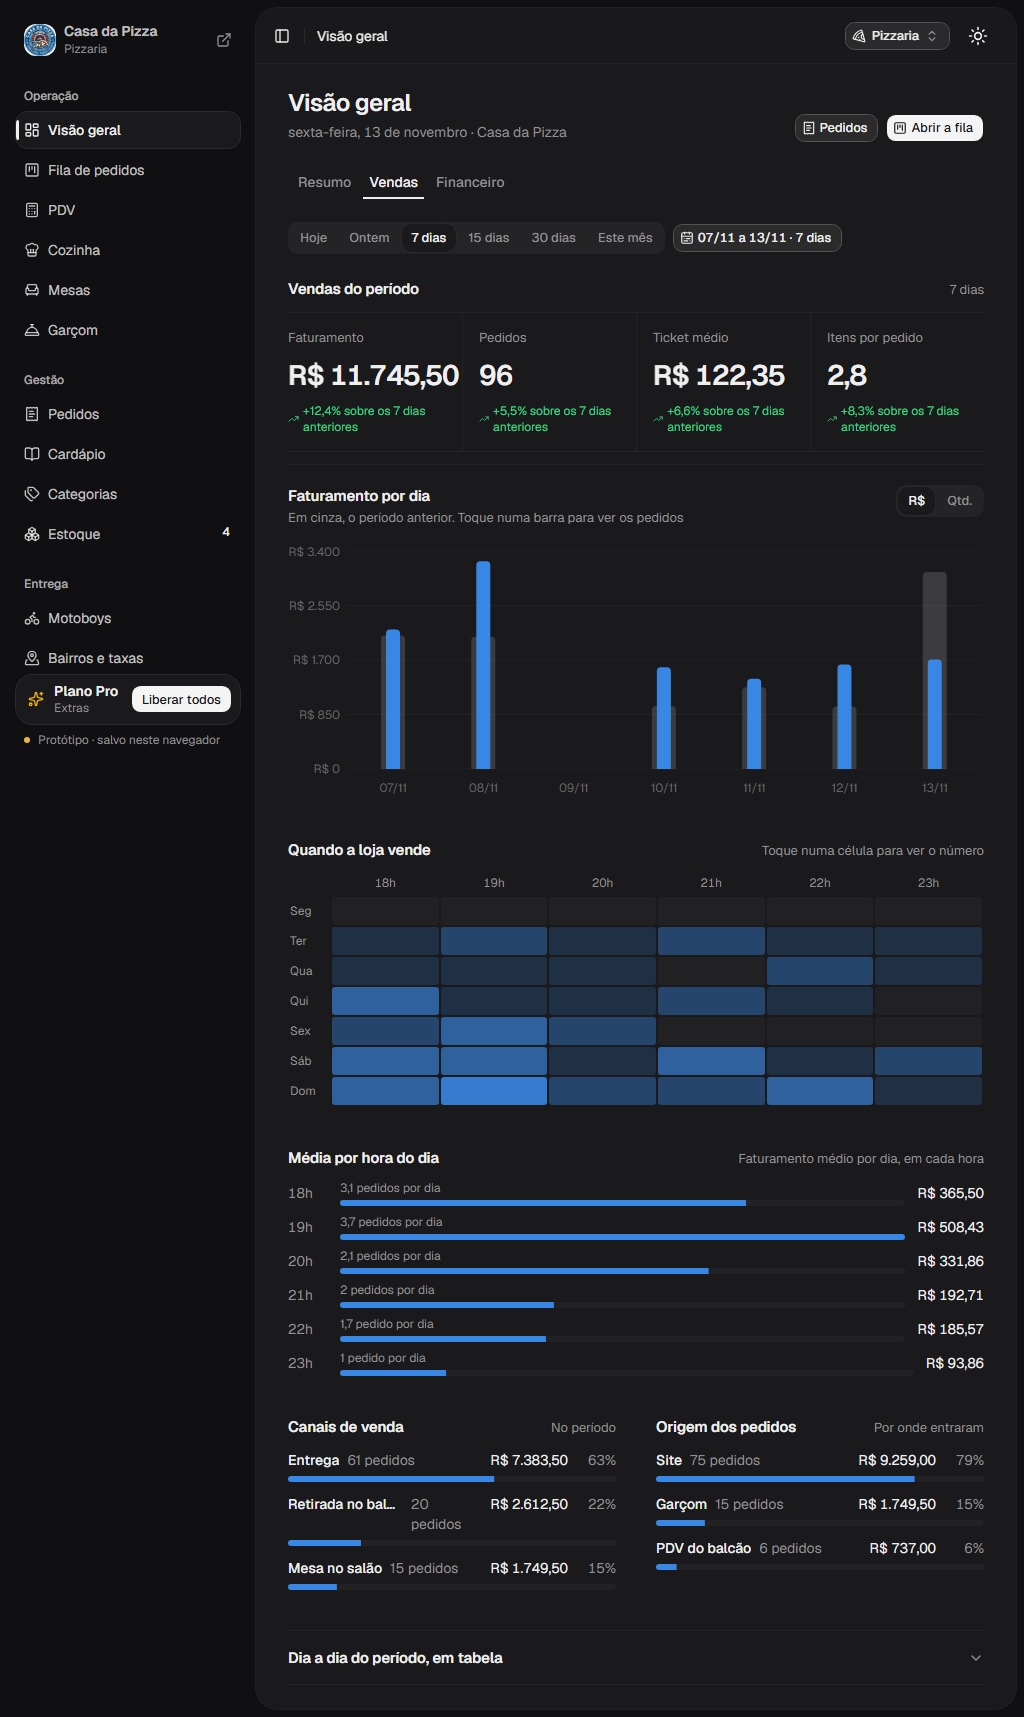 Casa da Pizza
Pizzaria
Operação
Visão geral
Fila de pedidos
PDV
Cozinha
Mesas
Garçom
Gestão
Pedidos
Cardápio
Categorias
Estoque 4
Entrega
Motoboys
Bairros e taxas
Plano Pro
Extras
Liberar todos
Protótipo · salvo neste navegador
Visão geral
Pizzaria
Visão geral
sexta-feira, 13 de novembro · Casa da Pizza
Pedidos
Abrir a fila
Resumo Vendas Financeiro
Hoje Ontem 7 dias 15 dias 30 dias Este mês
07/11 a 13/11 · 7 dias
Vendas do período 7 dias
Faturamento
R$ 11.745,50
+12,4% sobre os 7 dias
anteriores
Pedidos
96
+5,5% sobre os 7 dias
anteriores
Ticket médio
R$ 122,35
+6,6% sobre os 7 dias
anteriores
Itens por pedido
2,8
+8,3% sobre os 7 dias
anteriores
Faturamento por dia
Em cinza, o período anterior. Toque numa barra para ver os pedidos
R$ Qtd.
R$ 3.400
R$ 2.550
R$ 1.700
R$ 850
R$ 0
07/11 08/11 09/11 10/11 11/11 12/11 13/11
Quando a loja vende Toque numa célula para ver o número
18h 19h 20h 21h 22h 23h
Seg
Ter
Qua
Qui
Sex
Sáb
Dom
Média por hora do dia Faturamento médio por dia, em cada hora
18h 3,1 pedidos por dia R$ 365,50
19h 3,7 pedidos por dia R$ 508,43
20h 2,1 pedidos por dia R$ 331,86
21h 2 pedidos por dia R$ 192,71
22h 1,7 pedido por dia R$ 185,57
23h 1 pedido por dia R$ 93,86
Canais de venda No período
Entrega 61 pedidos R$ 7.383,50 63%
Retirada no bal... 20 pedidos R$ 2.612,50 22%
Mesa no salão 15 pedidos R$ 1.749,50 15%
Origem dos pedidos Por onde entraram
Site 75 pedidos R$ 9.259,00 79%
Garçom 15 pedidos R$ 1.749,50 15%
PDV do balcão 6 pedidos R$ 737,00 6%
Dia a dia do período, em tabela